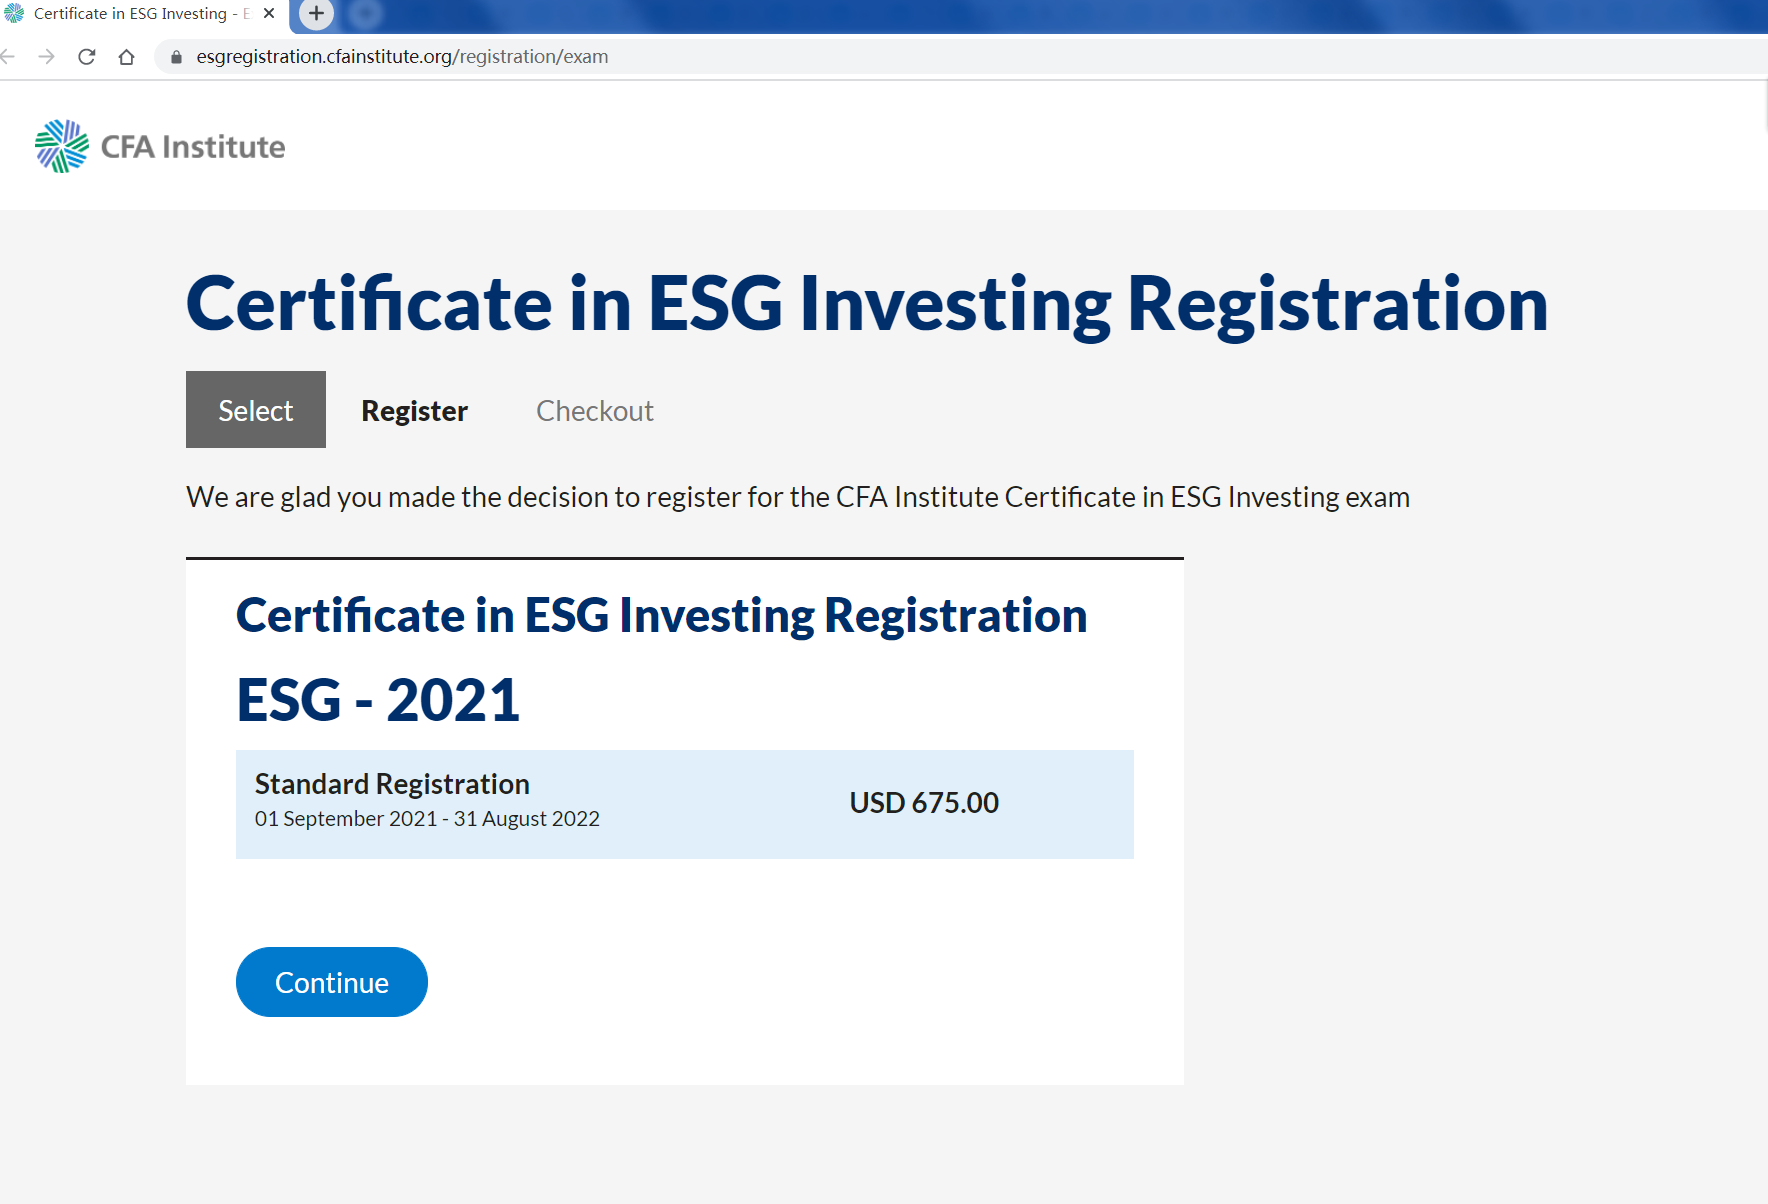 Certificate in ESG Investing - E
esgregistration.cfainstitute.org/registration/exam
CFA Institute
Certificate in ESG Investing Registration
Select Register Checkout
We are glad you made the decision to register for the CFA Institute Certificate in ESG Investing exam
Certificate in ESG Investing Registration
ESG - 2021
Standard Registration
01 September 2021 - 31 August 2022
USD 675.00
Continue